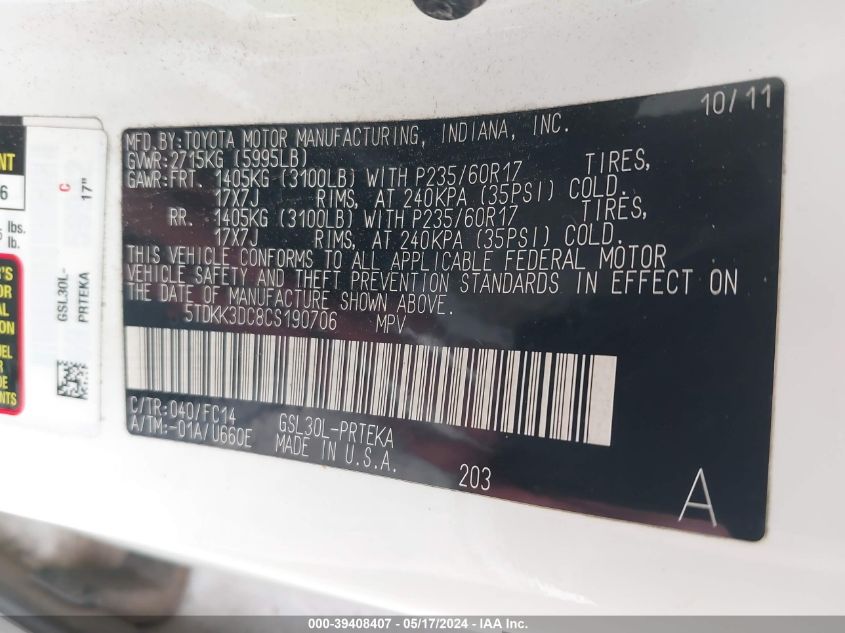 10/11
MFD.BY:TOYOTA MOTOR MANUFACTURING, INDIANA, INC.
GVWR:2715KG (5995LB)
GAWR:FRT. 1405KG (3100LB) WITH P235/60R17 TIRES,
17X7J RIMS, AT 240KPA (35PSI) COLD.
RR. 1405KG (3100LB) WITH P235/60R17 TIRES,
17X7J RIMS, AT 240KPA (35PSI) COLD.
THIS VEHICLE CONFORMS TO ALL APPLICABLE FEDERAL MOTOR
VEHICLE SAFETY AND THEFT PREVENTION STANDARDS IN EFFECT ON
THE DATE OF MANUFACTURE SHOWN ABOVE.
5TDKK3DC8CS190706 MPV
C/TR:040/FC14
A/TM:-01A/U660E
GSL30L-PRTEKA
MADE IN U.S.A.
203
A
6
lbs.
lb.
GSL30L-
PRTEKA
C
17"
000-39408407 - 05/17/2024 - IAA Inc.